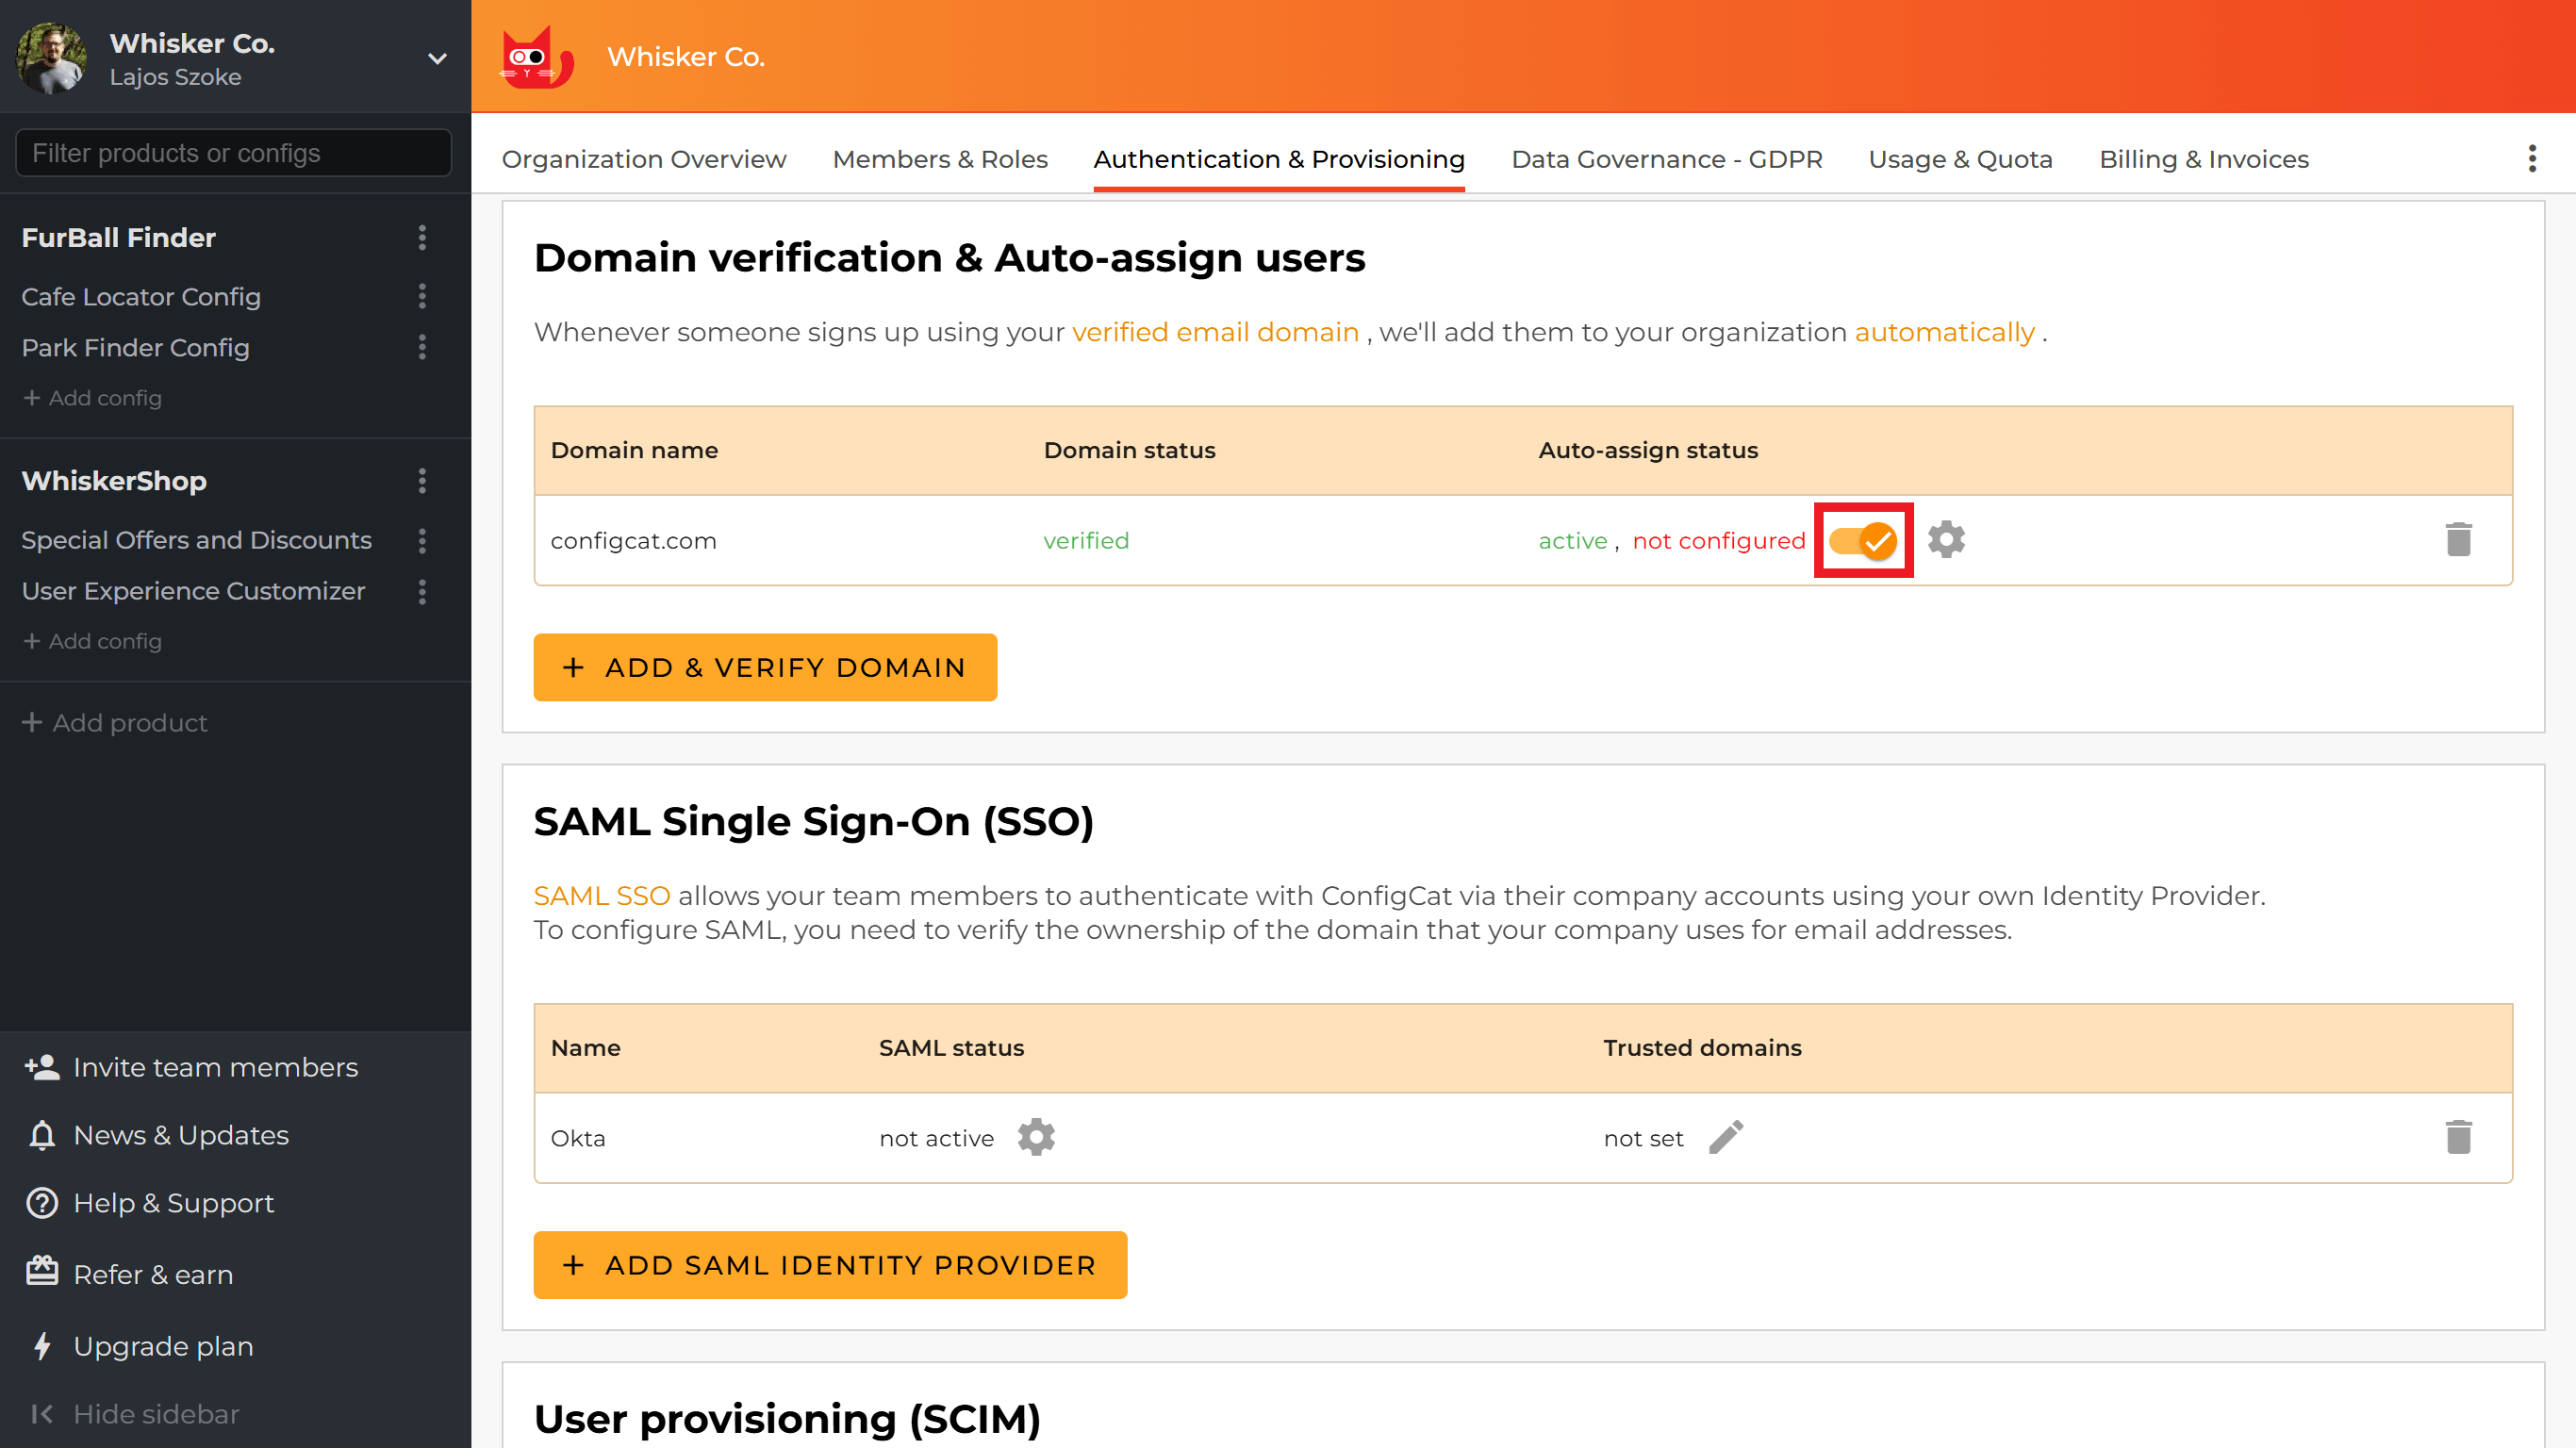 Whisker Co.
Lajos Szoke
Filter products or configs
FurBall Finder
Cafe Locator Config
Park Finder Config
+ Add config
WhiskerShop
Special Offers and Discounts
User Experience Customizer
+ Add config
+ Add product
Invite team members
News & Updates
Help & Support
Refer & earn
Upgrade plan
Hide sidebar
Whisker Co.
Organization Overview Members & Roles Authentication & Provisioning Data Governance - GDPR Usage & Quota Billing & Invoices
Domain verification & Auto-assign users
Whenever someone signs up using your verified email domain , we'll add them to your organization automatically .
Domain name Domain status Auto-assign status
configcat.com verified active , not configured
+ ADD & VERIFY DOMAIN
SAML Single Sign-On (SSO)
SAML SSO allows your team members to authenticate with ConfigCat via their company accounts using your own Identity Provider.
To configure SAML, you need to verify the ownership of the domain that your company uses for email addresses.
Name SAML status Trusted domains
Okta not active not set
+ ADD SAML IDENTITY PROVIDER
User provisioning (SCIM)